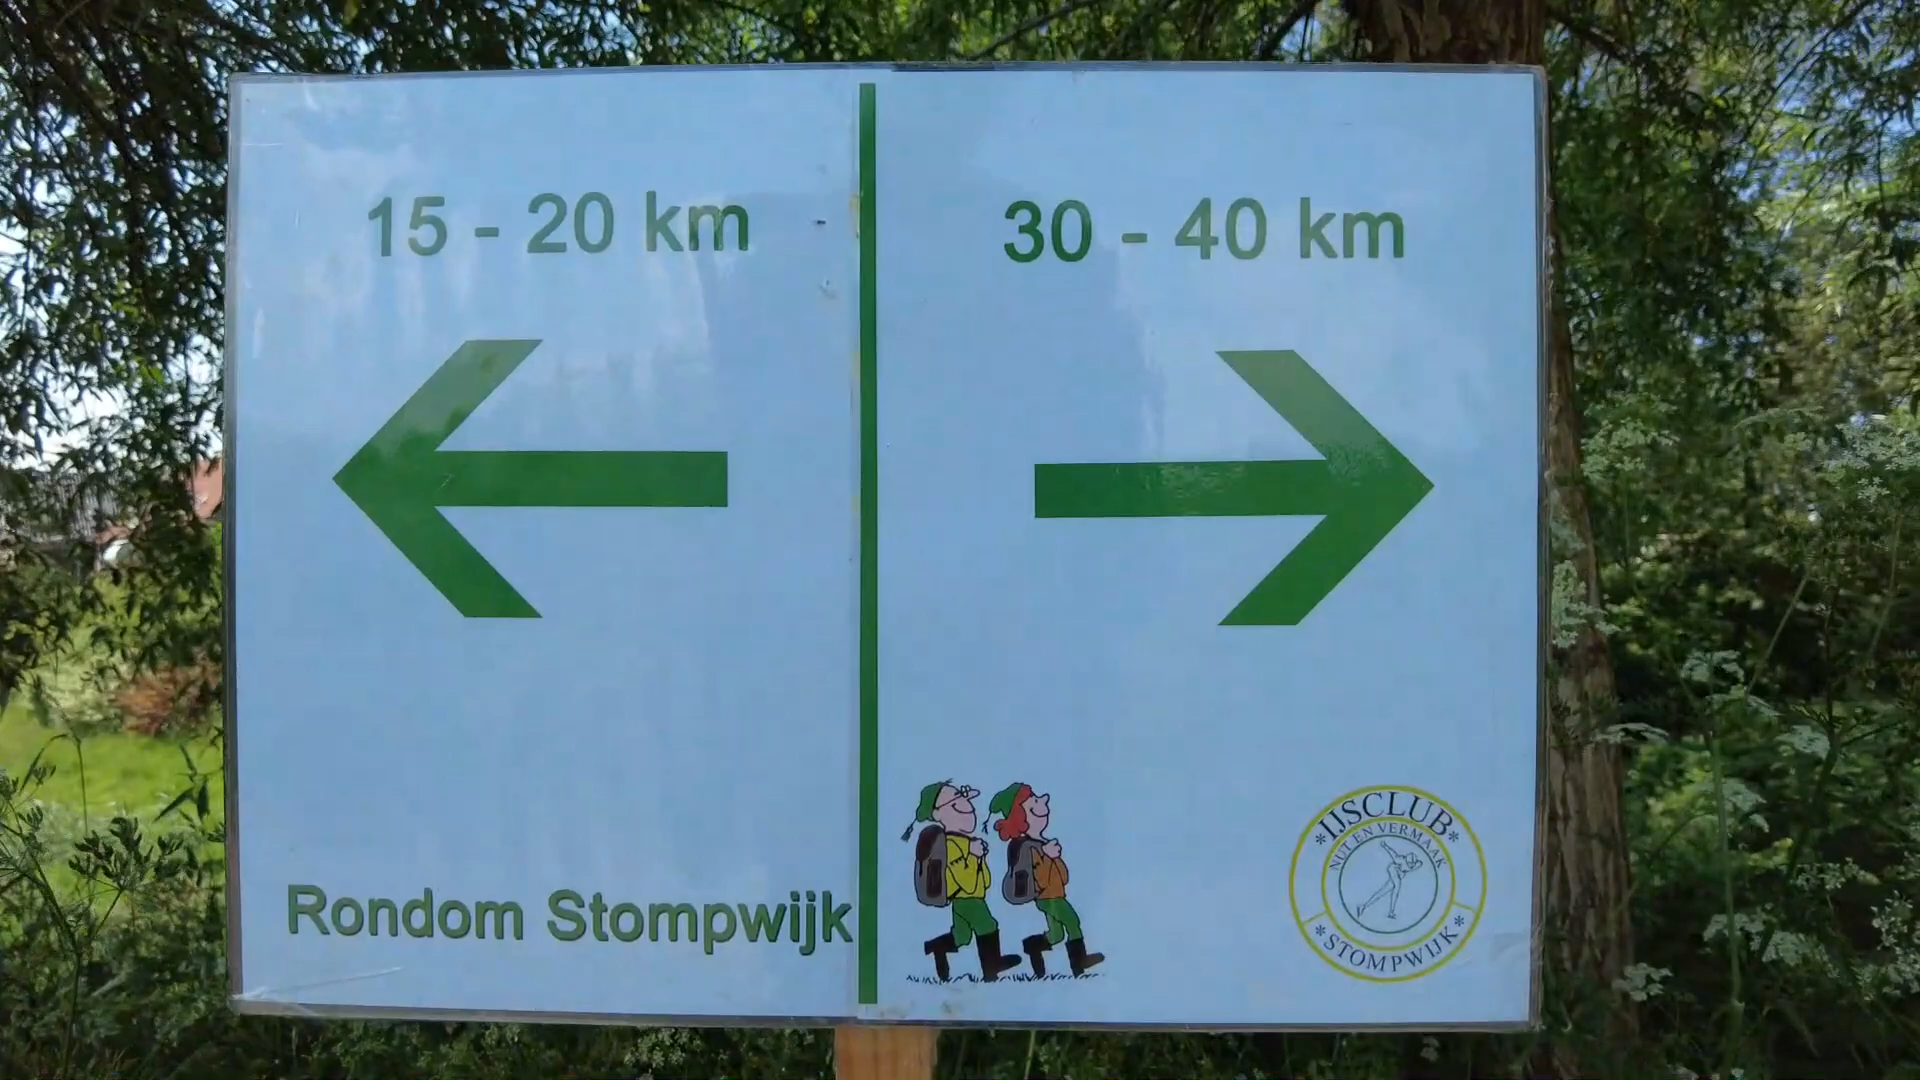 15 - 20 km
30 - 40 km
Rondom Stompwijk
*IJSCLUB*
NUT EN VERMAAK
*STOMPWIJK*